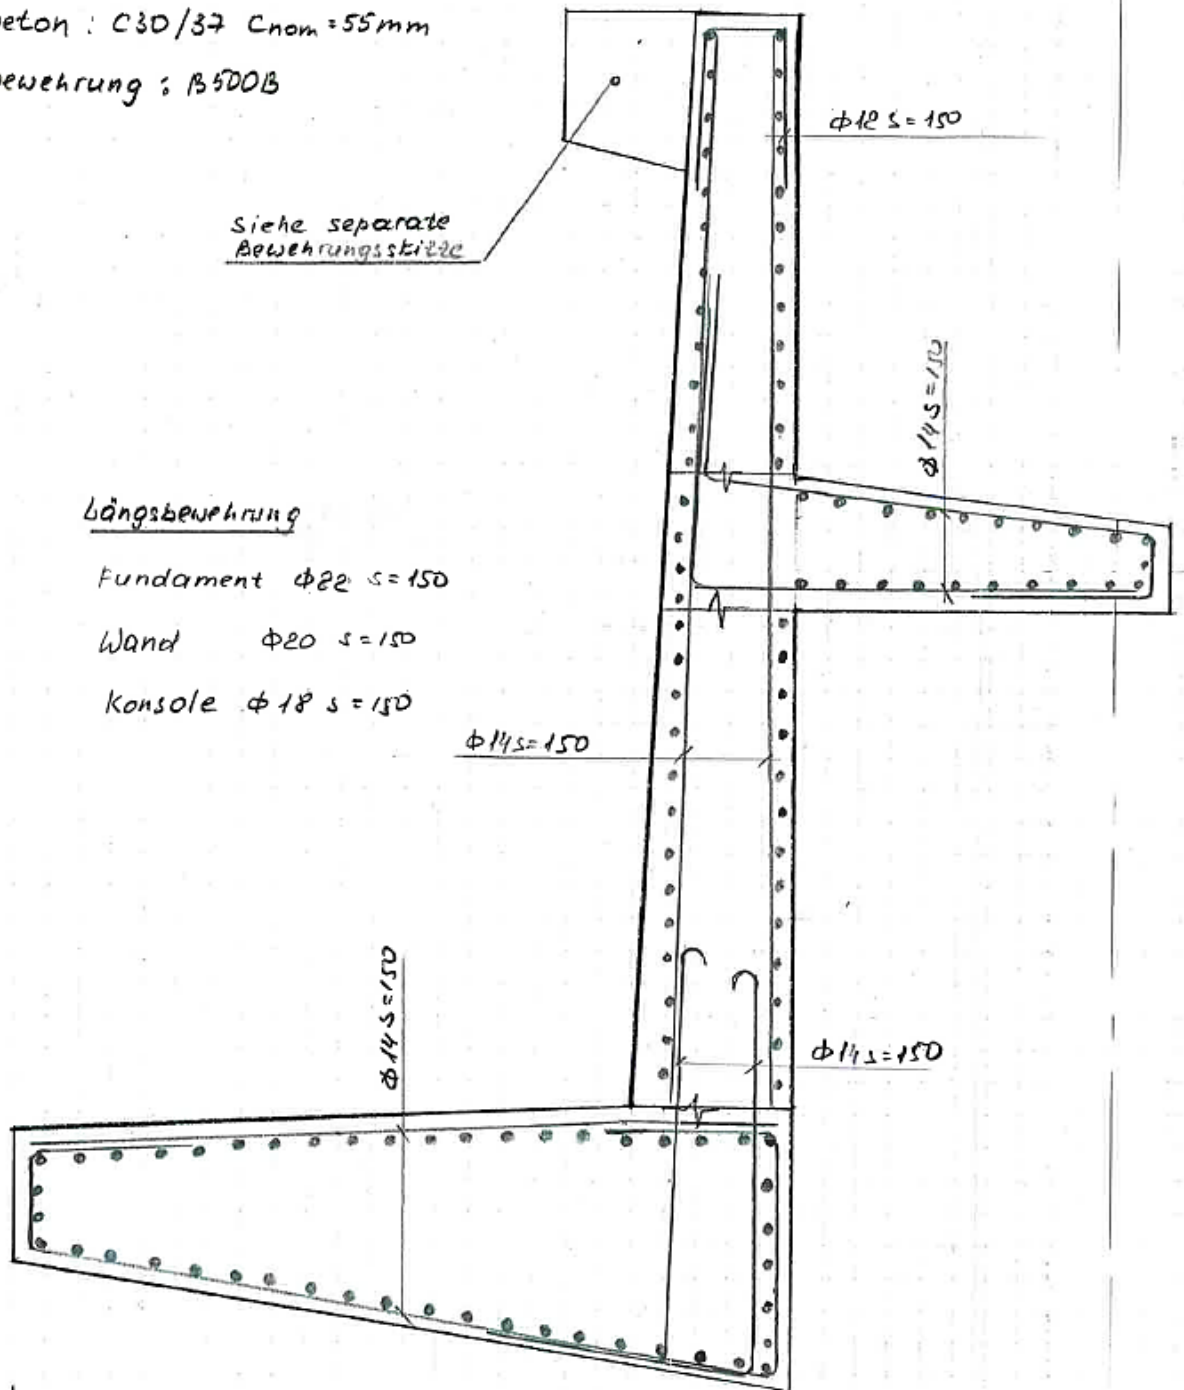 eton : C30/37 Cnom = 55mm
ewehrung : B500B
Φ12 s=150
Siehe separate
Bewehrungsskizze
Φ14 s=150
Längsbewehrung
Fundament Φ22 s=150
Wand Φ20 s=150
Konsole Φ18 s=150
Φ14 s=150
Φ14 s=150
Φ14 s=150